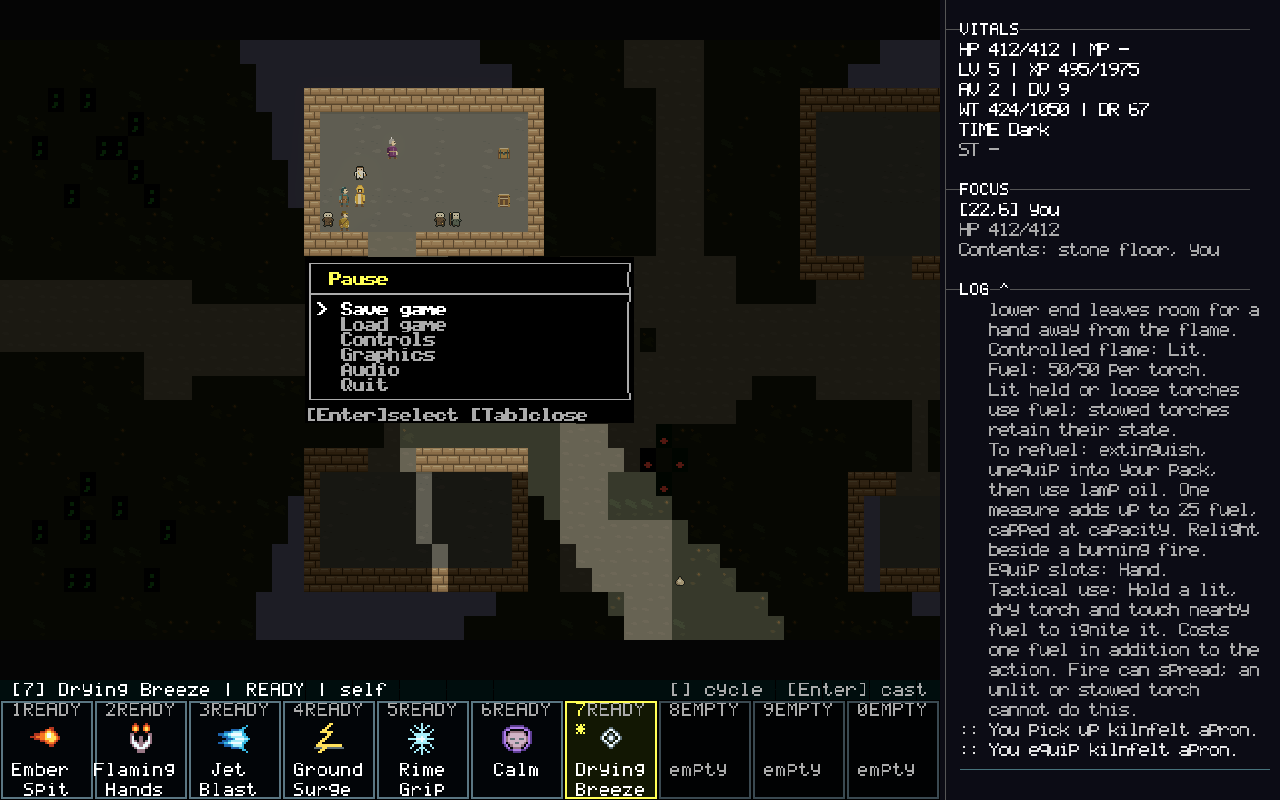 VITALS
HP 412/412 | MP -
LV 5 | XP 495/1975
AV 2 | DV 9
WT 424/1050 | DR 67
TIME Dark
ST -
FOCUS
[22,6] You
HP 412/412
Contents: stone floor, You
LOG ^
lower end leaves room for a
hand away from the flame.
Controlled flame: Lit.
Fuel: 50/50 Per torch.
Lit held or loose torches
use fuel; stowed torches
retain their state.
To refuel: extinguish,
unequip into your Pack,
then use lamp oil. One
measure adds up to 25 fuel,
capped at capacity. Relight
beside a burning fire.
Equip slots: Hand.
Tactical use: Hold a lit,
dry torch and touch nearby
fuel to ignite it. Costs
one fuel in addition to the
action. Fire can spread; an
unlit or stowed torch
cannot do this.
:: You Pick up kilnfelt apron.
:: You equip kilnfelt apron.
Pause
> Save game
Load game
Controls
Graphics
Audio
Quit
[Enter]select [Tab]close
[7] Drying Breeze | READY | self
[] cycle [Enter] cast
1READY 2READY 3READY 4READY 5READY 6READY 7READY 8EMPTY 9EMPTY 0EMPTY
Ember Spit
Flaming Hands
Jet Blast
Ground Surge
Rime Grip
Calm
* Drying Breeze
empty
empty
empty